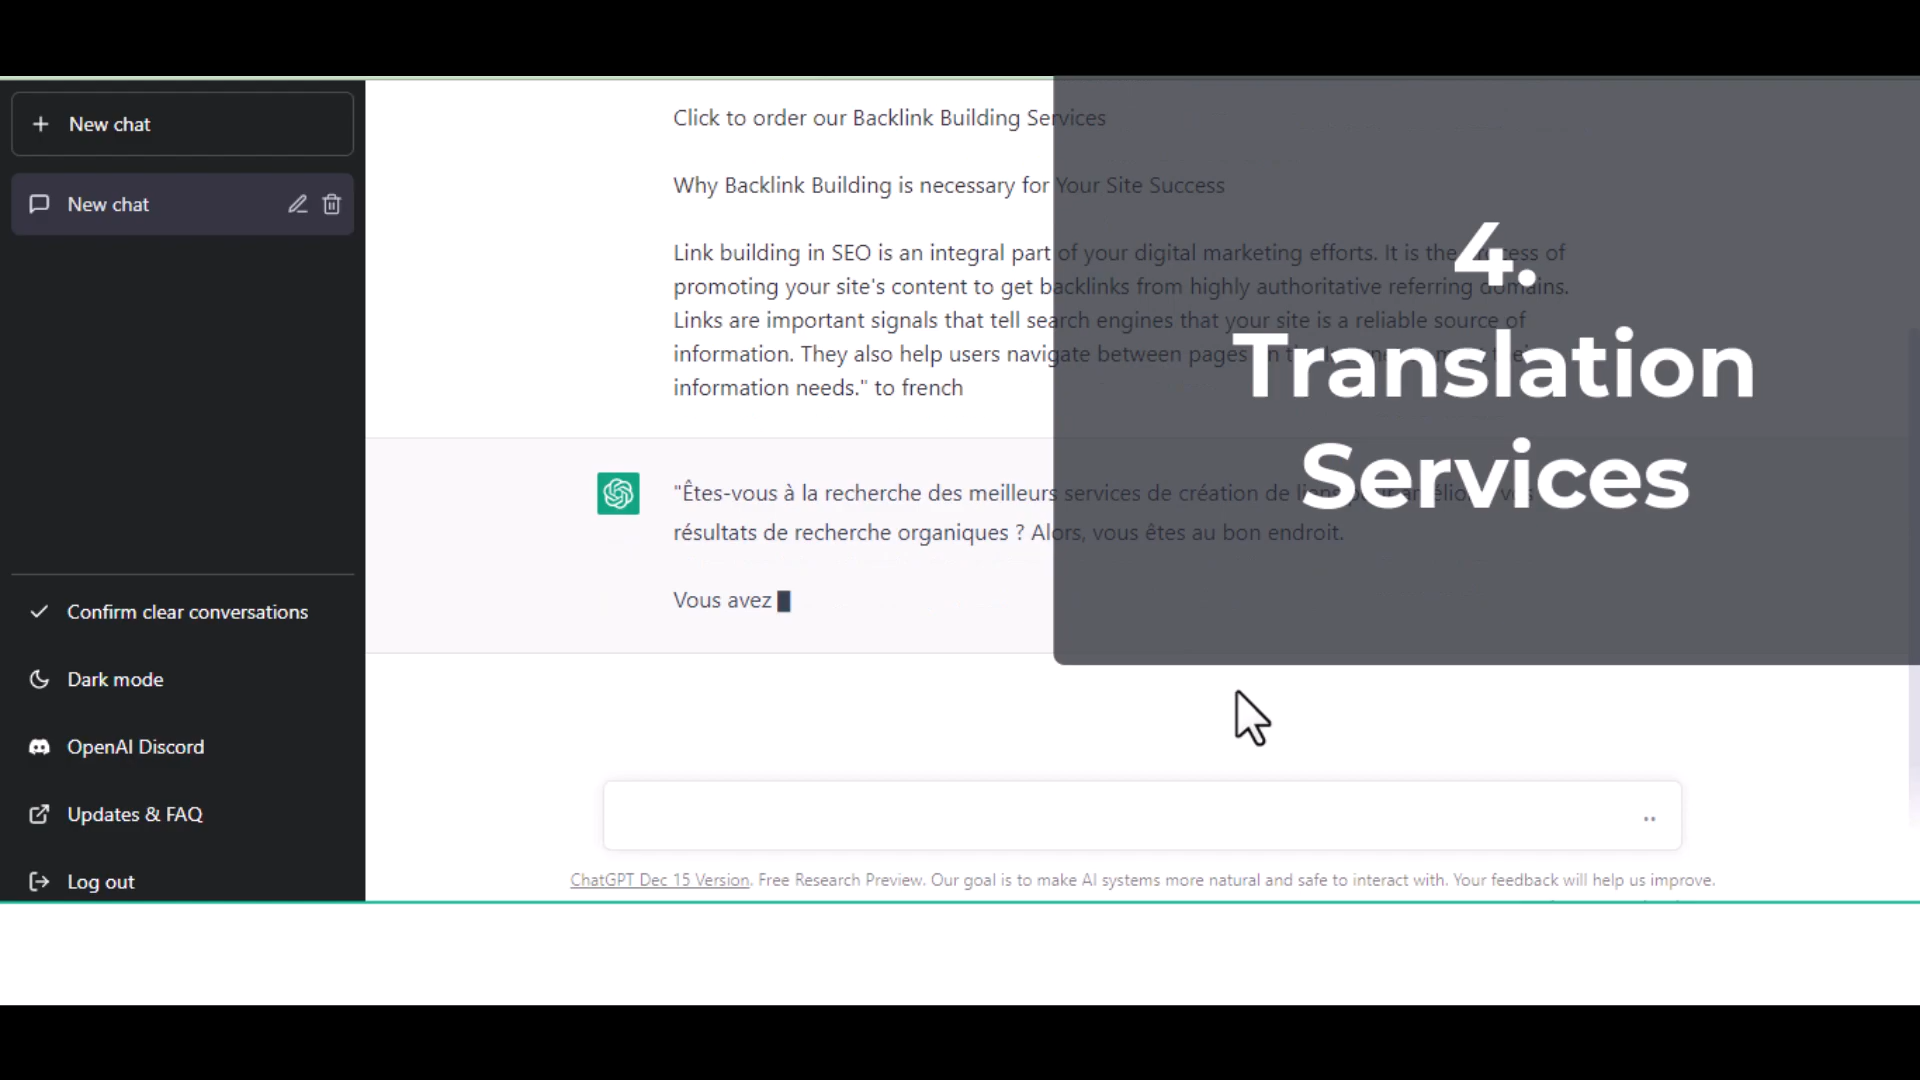 New chat
New chat
Confirm clear conversations
Dark mode
OpenAI Discord
Updates & FAQ
Log out
Click to order our Backlink Building Services
Why Backlink Building is necessary for Your Site Success
Link building in SEO is an integral part of your digital marketing efforts. It is the process of
promoting your site's content to get backlinks from highly authoritative referring domains.
Links are important signals that tell search engines that your site is a reliable source of
information. They also help users navigate between pages
information needs." to french
"Êtes-vous à la recherche des meilleurs services de création de liens pour améliorer vos
résultats de recherche organiques ? Alors, vous êtes au bon endroit.
Vous avez
4.
Translation
Services
ChatGPT Dec 15 Version. Free Research Preview. Our goal is to make AI systems more natural and safe to interact with. Your feedback will help us improve.